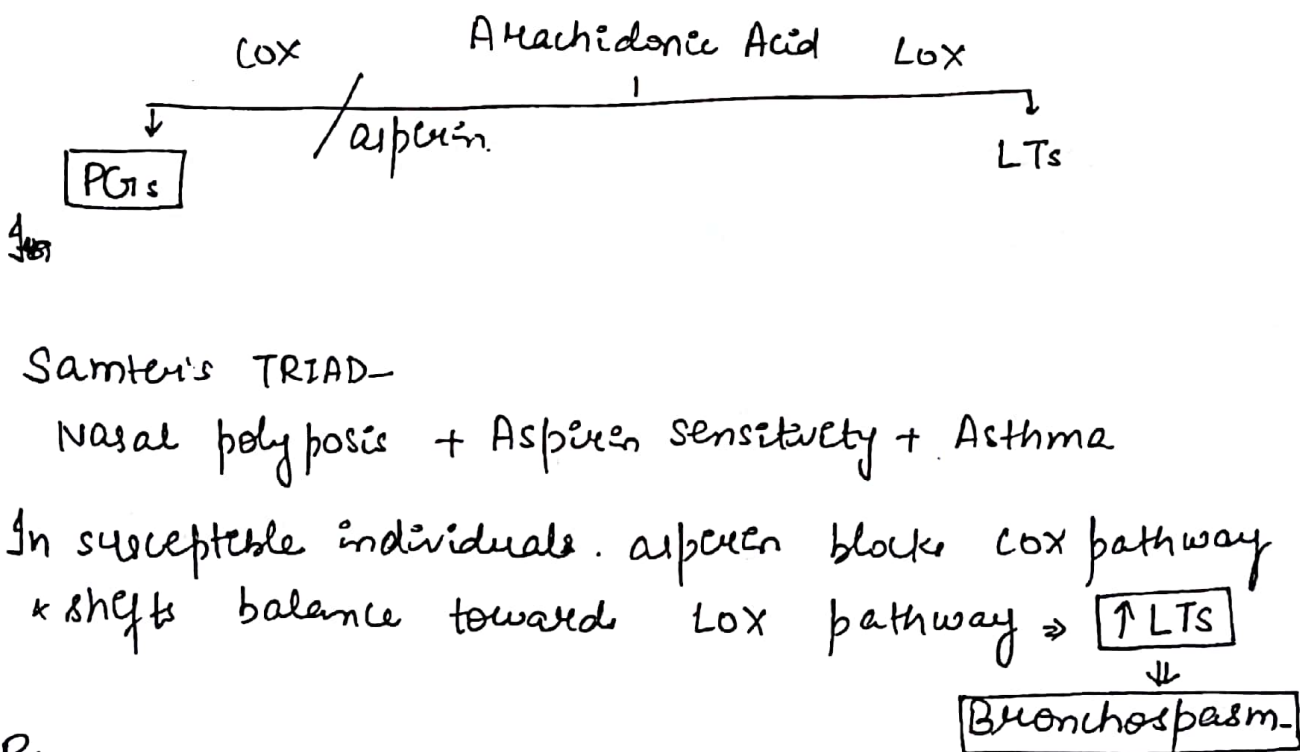 COX Arachidonic Acid LOX
aspirin.
PGs
LTs
Samter's TRIAD-
Nasal polyposis + Aspirin sensitivity + Asthma
In susceptible individuals. aspirin blocks COX pathway
& shifts balance towards LOX pathway ⇒ ↑ LTs
⇓
Bronchospasm-